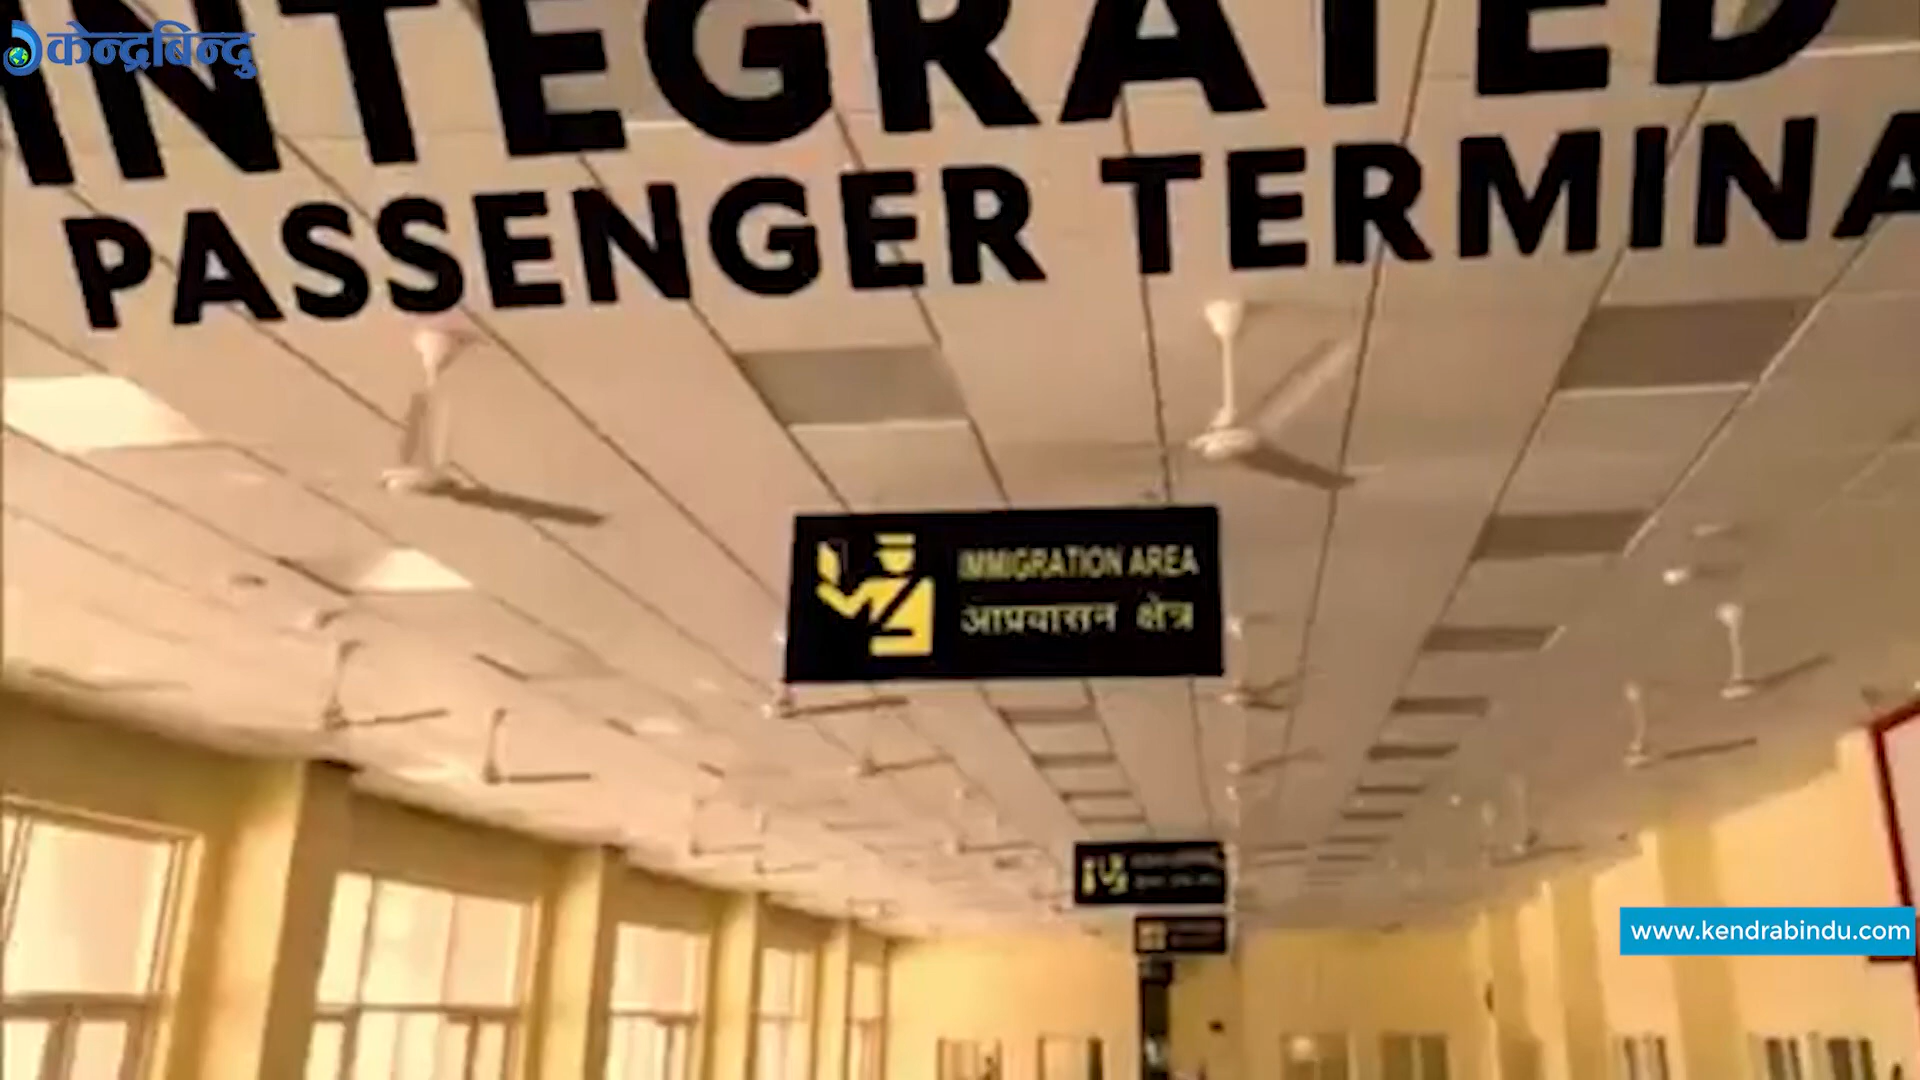 केन्द्रबिन्दु
INTEGRATED
PASSENGER TERMINA
IMMIGRATION AREA
आप्रवासन क्षेत्र
www.kendrabindu.com